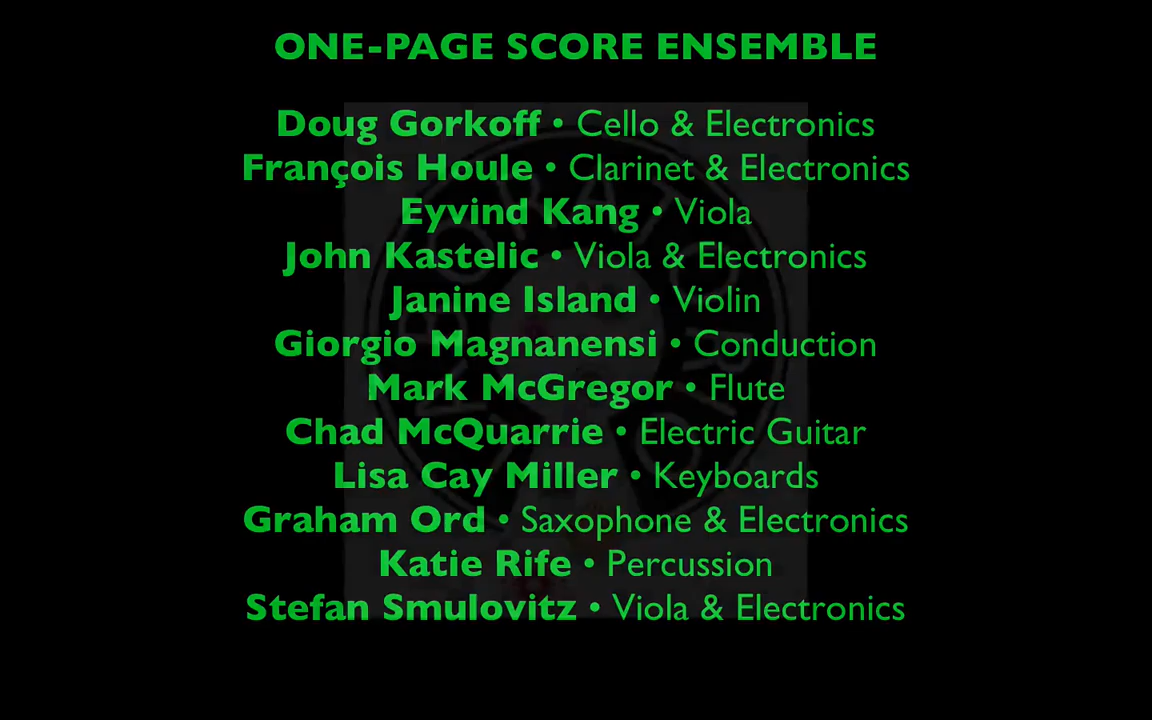 ONE-PAGE SCORE ENSEMBLE
Doug Gorkoff • Cello & Electronics
François Houle • Clarinet & Electronics
Eyvind Kang • Viola
John Kastelic • Viola & Electronics
Janine Island • Violin
Giorgio Magnanensi • Conduction
Mark McGregor • Flute
Chad McQuarrie • Electric Guitar
Lisa Cay Miller • Keyboards
Graham Ord • Saxophone & Electronics
Katie Rife • Percussion
Stefan Smulovitz • Viola & Electronics